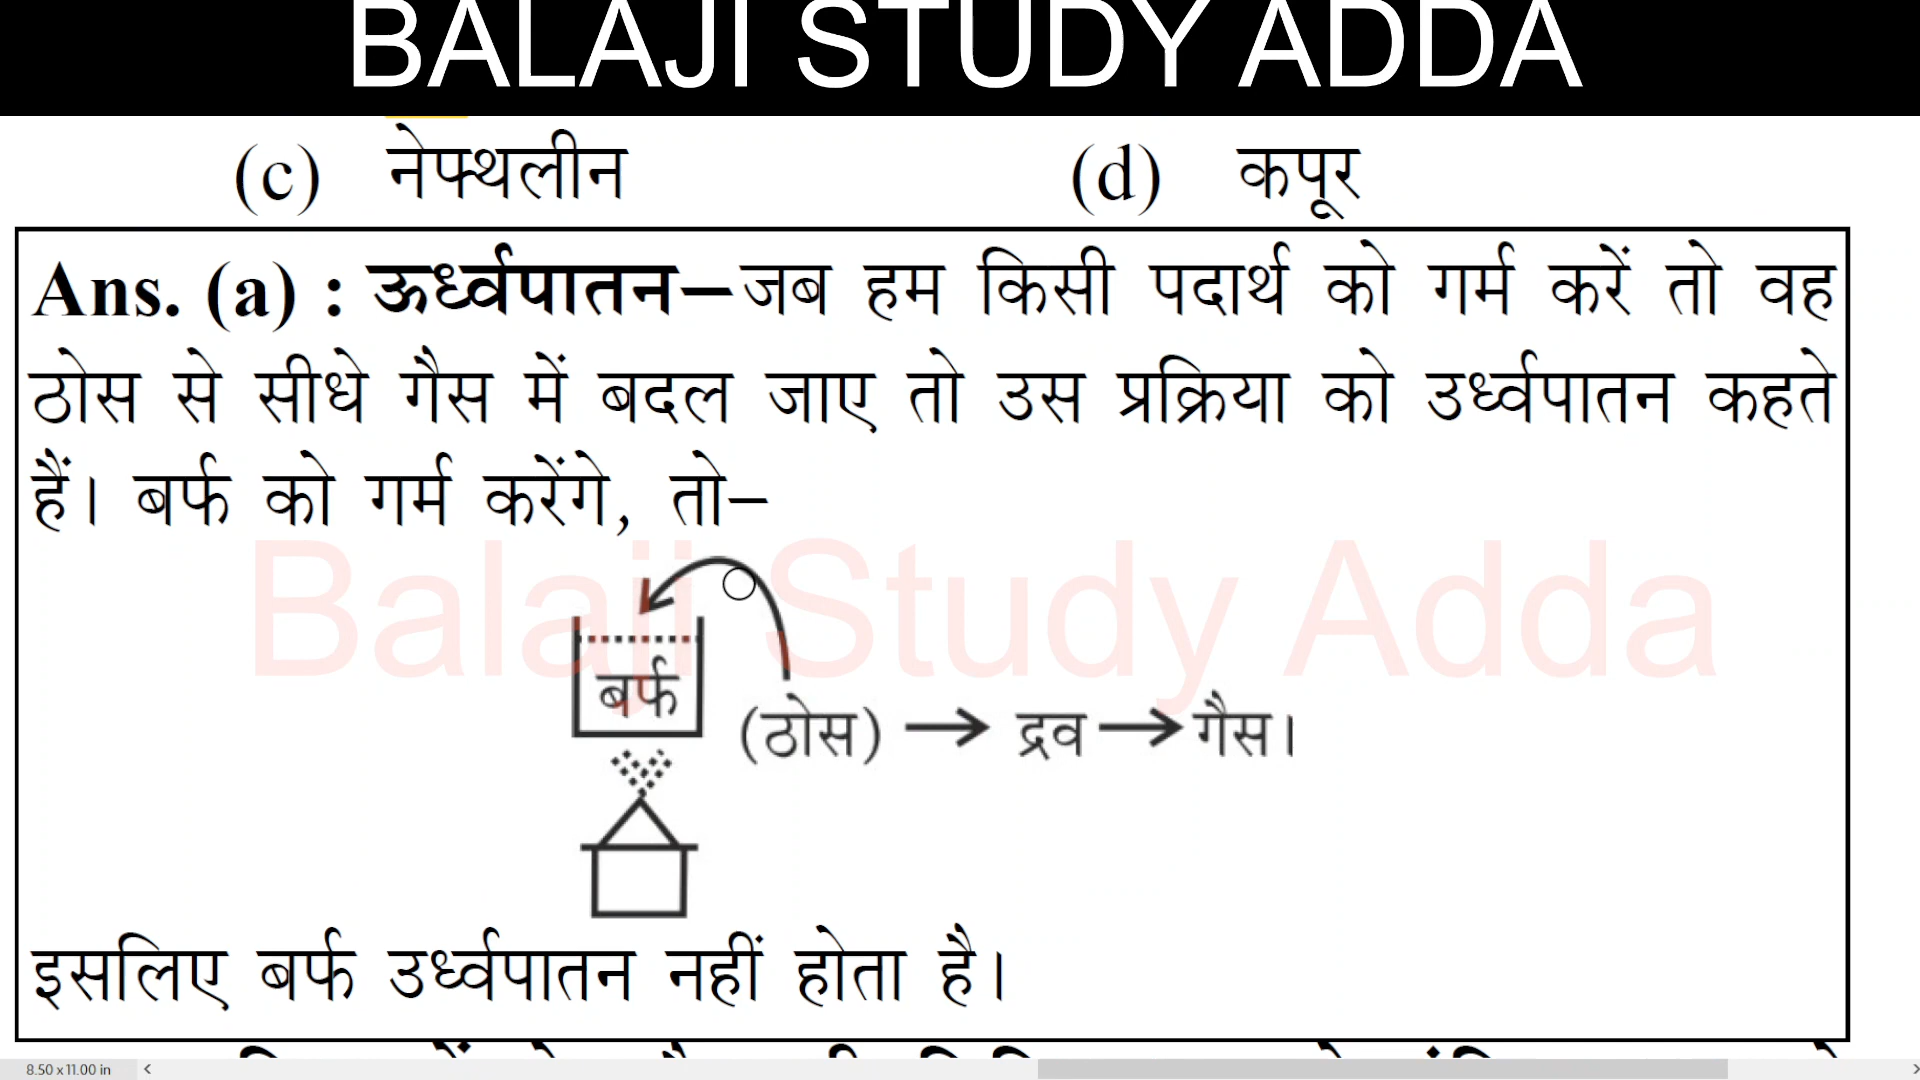 BALAJI STUDY ADDA
(c) नेफ्थलीन (d) कपूर
Ans. (a) : ऊर्ध्वपातन–जब हम किसी पदार्थ को गर्म करें तो वह
ठोस से सीधे गैस में बदल जाए तो उस प्रक्रिया को उर्ध्वपातन कहते
हैं। बर्फ को गर्म करेंगे, तो–
Balaji Study Adda
बर्फ
(ठोस) → द्रव → गैस।
इसलिए बर्फ उर्ध्वपातन नहीं होता है।
8.50 x 11.00 in